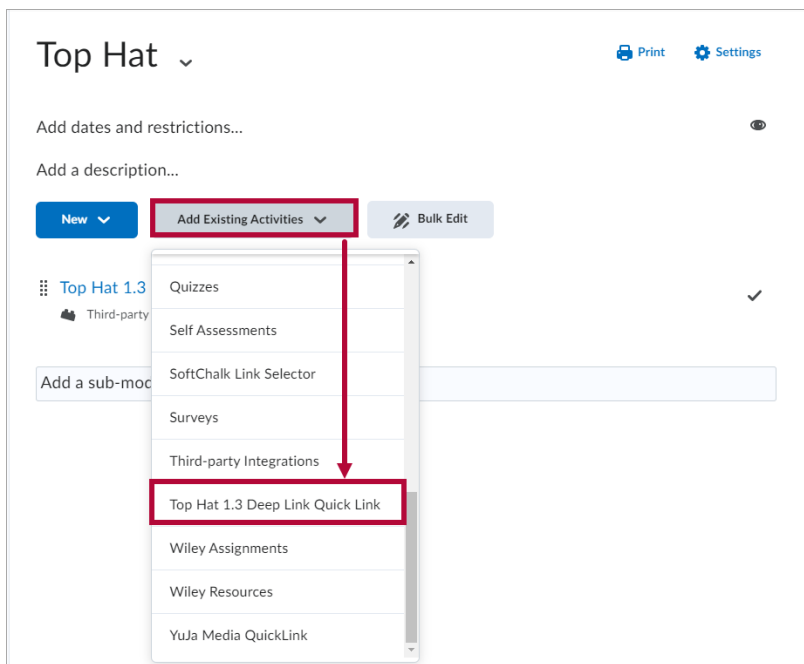 Top Hat
Print
Settings
Add dates and restrictions...
Add a description...
New
Add Existing Activities
Bulk Edit
Top Hat 1.3
Quizzes
Third-party
Self Assessments
SoftChalk Link Selector
Add a sub-mod
Surveys
Third-party Integrations
Top Hat 1.3 Deep Link Quick Link
Wiley Assignments
Wiley Resources
YuJa Media QuickLink